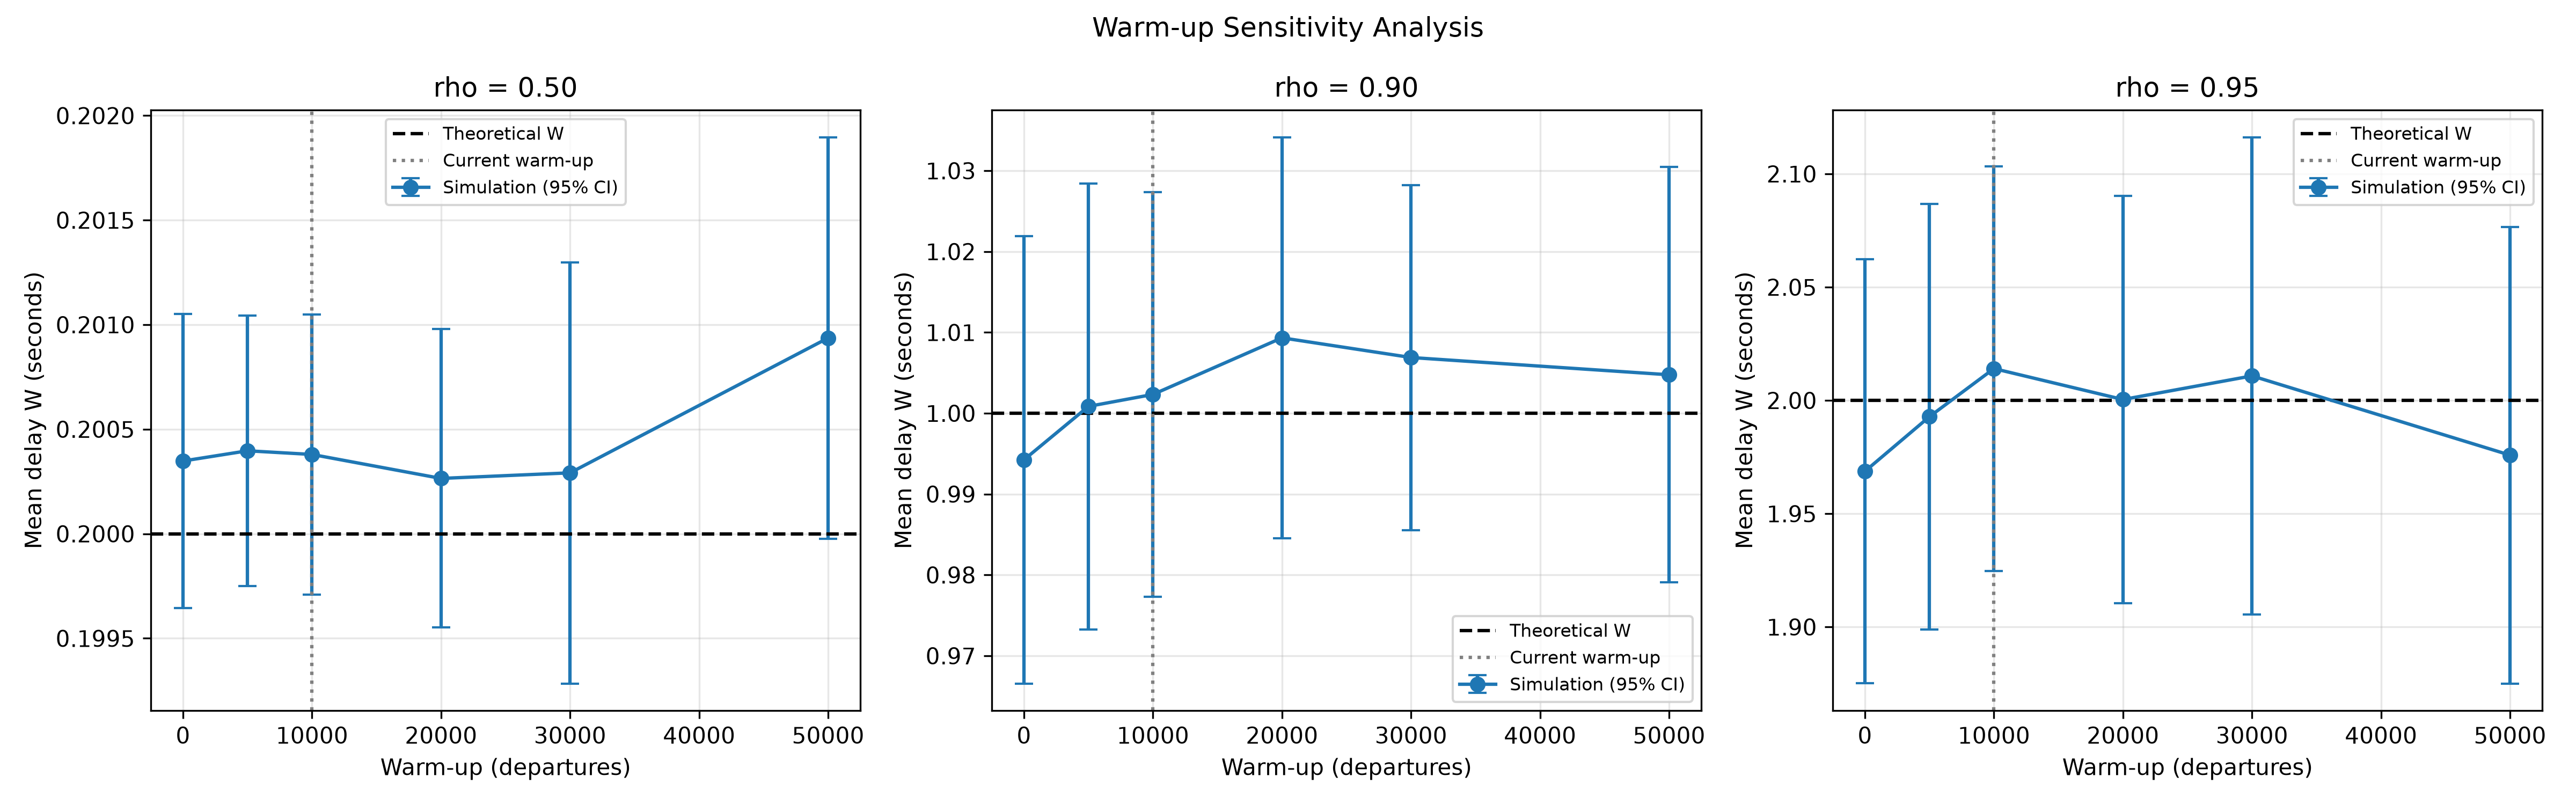 Warm-up Sensitivity Analysis
rho = 0.50
Mean delay W (seconds)
0.2020
0.2015
0.2010
0.2005
0.2000
0.1995
Theoretical W
Current warm-up
Simulation (95% CI)
0
10000
20000
30000
40000
50000
Warm-up (departures)
rho = 0.90
Mean delay W (seconds)
1.03
1.02
1.01
1.00
0.99
0.98
0.97
Theoretical W
Current warm-up
Simulation (95% CI)
0
10000
20000
30000
40000
50000
Warm-up (departures)
rho = 0.95
Mean delay W (seconds)
2.10
2.05
2.00
1.95
1.90
Theoretical W
Current warm-up
Simulation (95% CI)
0
10000
20000
30000
40000
50000
Warm-up (departures)